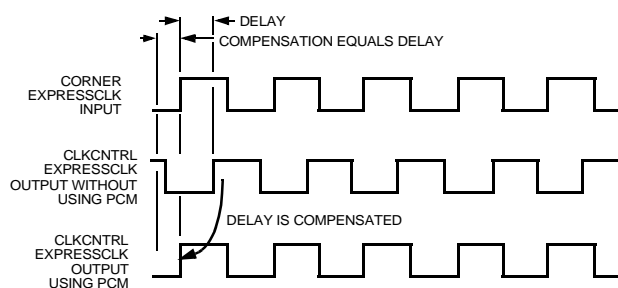 DELAY
COMPENSATION EQUALS DELAY
CORNER
EXPRESSCLK
INPUT
CLKCNTRL
EXPRESSCLK
OUTPUT WITHOUT
USING PCM
DELAY IS COMPENSATED
CLKCNTRL
EXPRESSCLK
OUTPUT
USING PCM